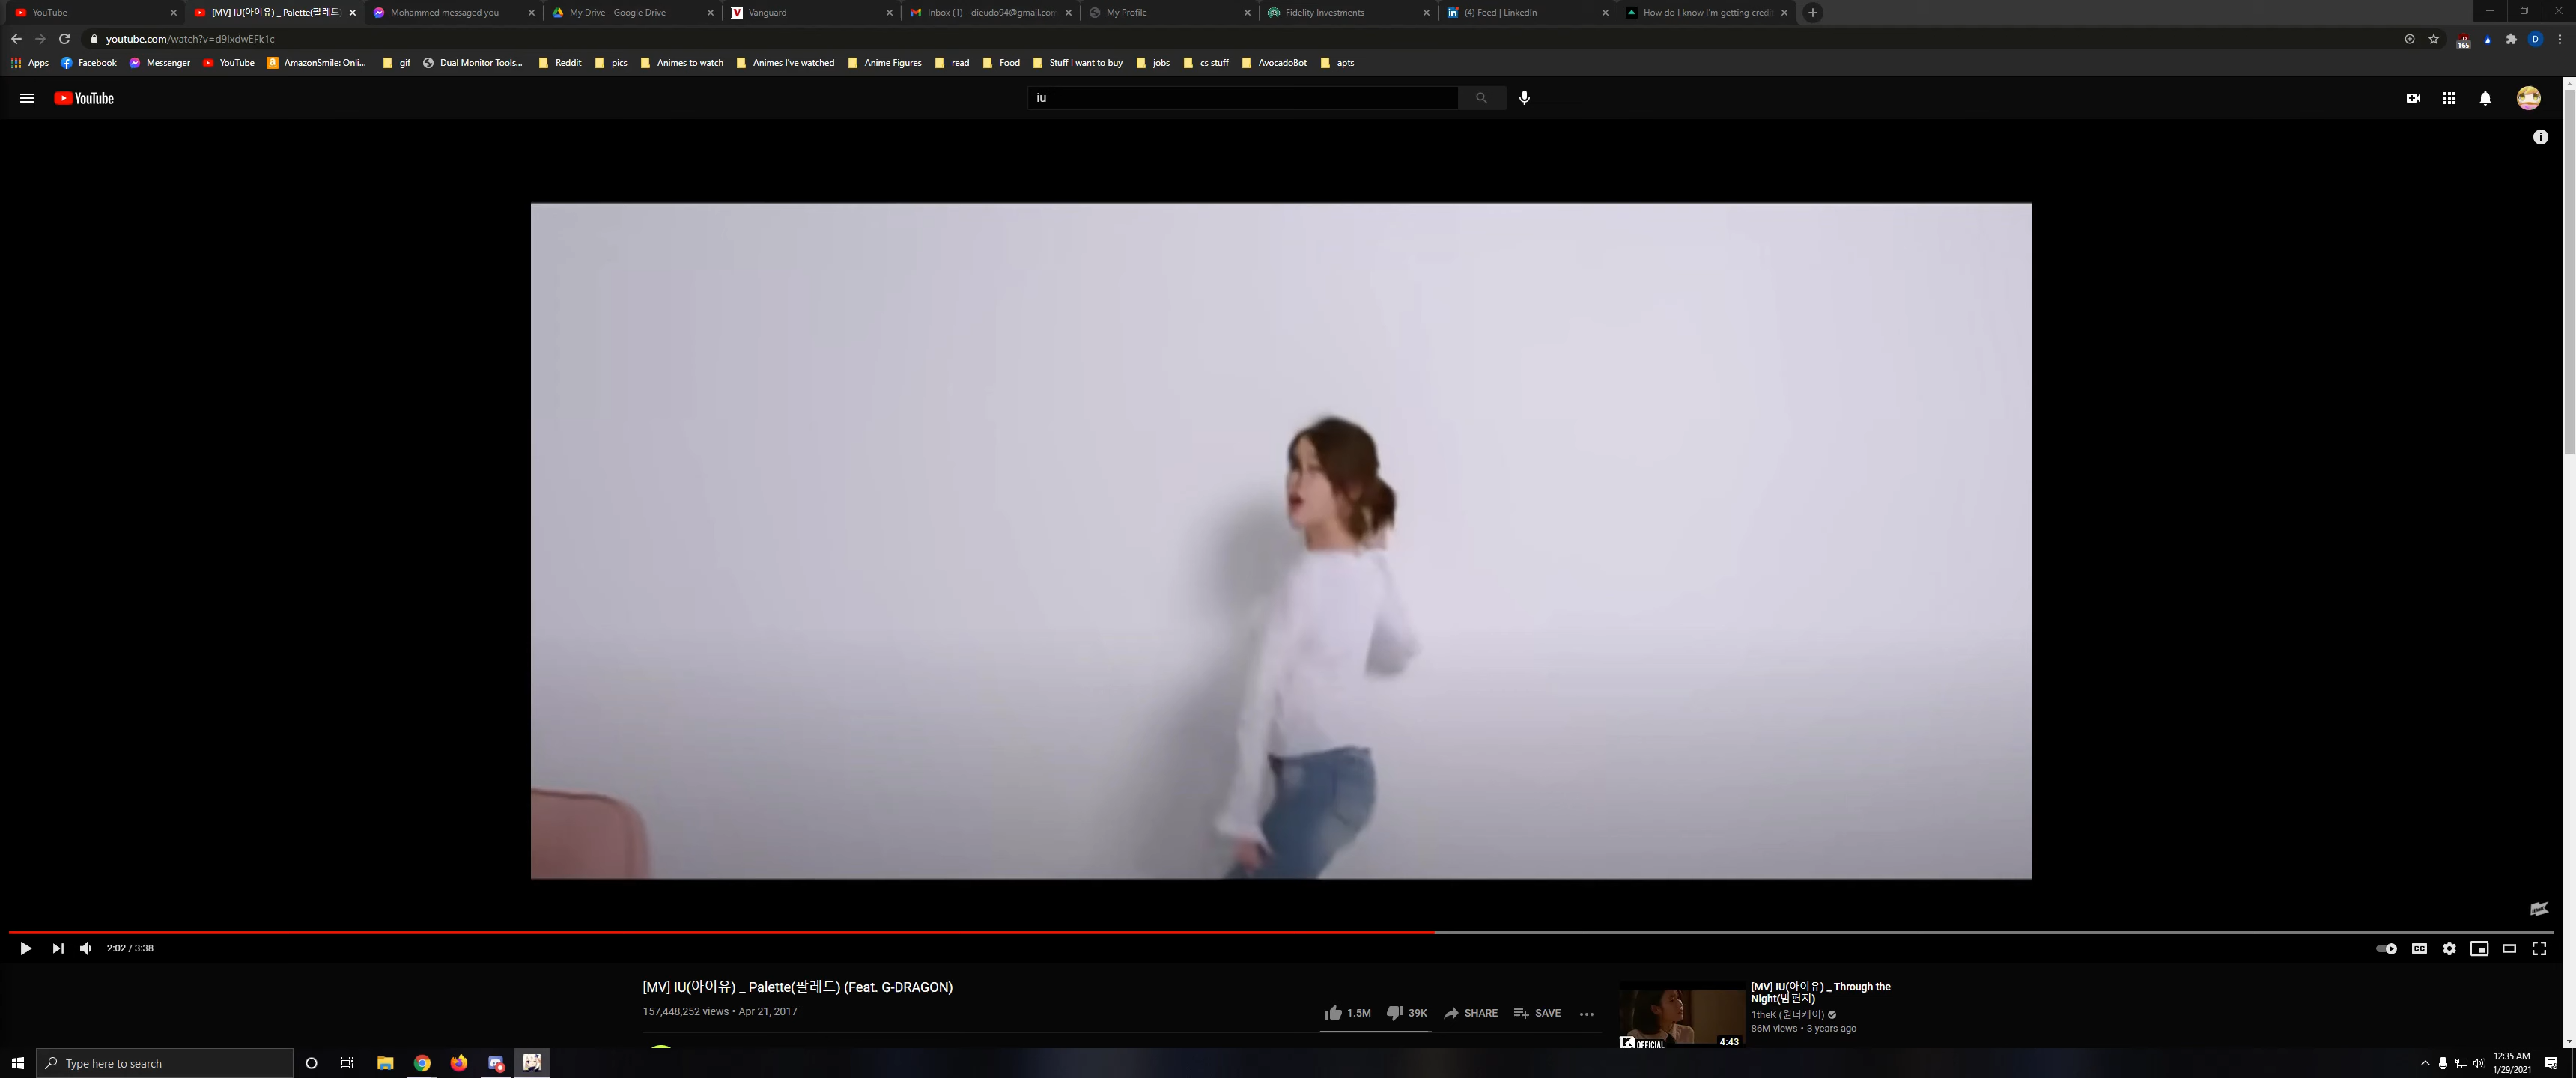 YouTube
[MV] IU(아이유) _ Palette(팔레트)
Mohammed messaged you
My Drive - Google Drive
Vanguard
Inbox (1) - dieudo94@gmail.com
My Profile
Fidelity Investments
(4) Feed | LinkedIn
How do I know I'm getting credi
youtube.com/watch?v=d9IxdwEFk1c
165
D
Apps
Facebook
Messenger
YouTube
AmazonSmile: Onli...
gif
Dual Monitor Tools...
Reddit
pics
Animes to watch
Animes I've watched
Anime Figures
read
Food
Stuff I want to buy
jobs
cs stuff
AvocadoBot
apts
YouTube
iu
2:02 / 3:38
CC
[MV] IU(아이유) _ Palette(팔레트) (Feat. G-DRAGON)
157,448,252 views • Apr 21, 2017
1.5M
39K
SHARE
SAVE
[MV] IU(아이유) _ Through the
Night(밤편지)
1theK (원더케이)
86M views • 3 years ago
OFFICIAL
4:43
Type here to search
12:35 AM
1/29/2021